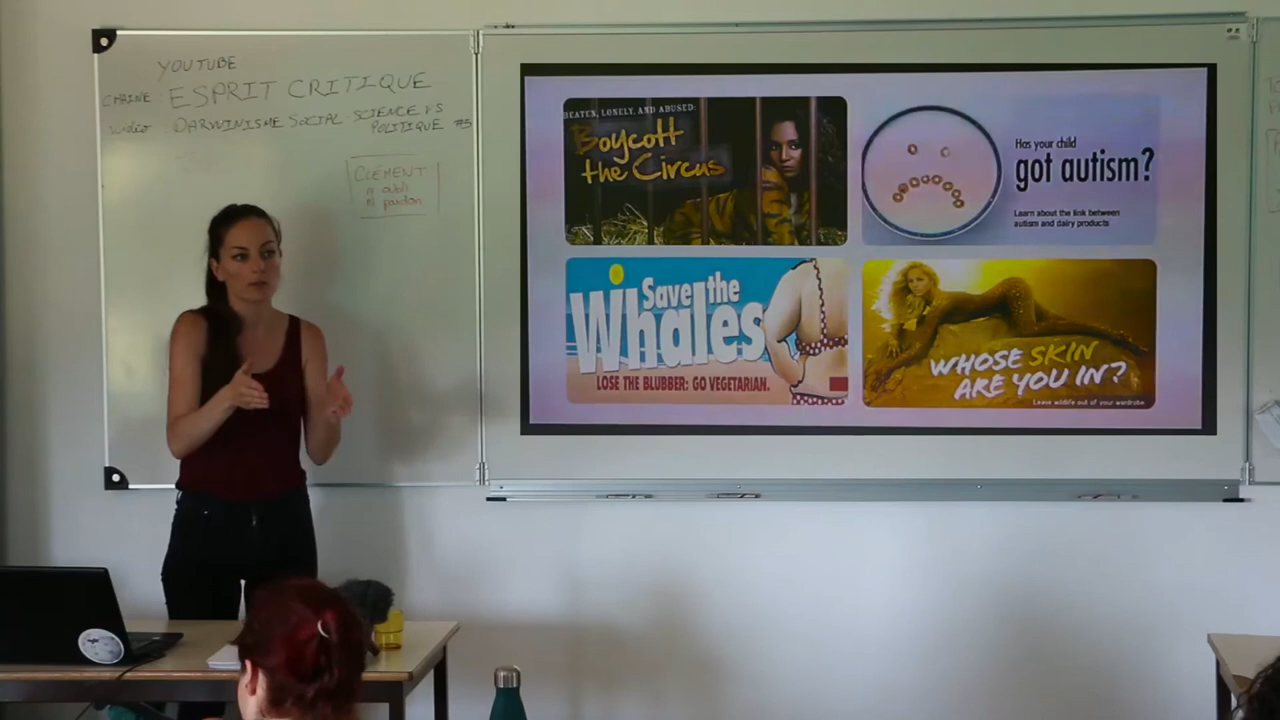 YOUTUBE
CHAINE ESPRIT CRITIQUE
vidéo DARWINISME SOCIAL - SCIENCE VS
POLITIQUE #5
CLÉMENT
ni oubli
ni pardon
BEATEN, LONELY, AND ABUSED:
Boycott
the Circus
Has your child
got autism?
Learn about the link between
autism and dairy products
Save the
Whales
LOSE THE BLUBBER: GO VEGETARIAN.
WHOSE SKIN
ARE YOU IN?
Leave wildlife out of your wardrobe